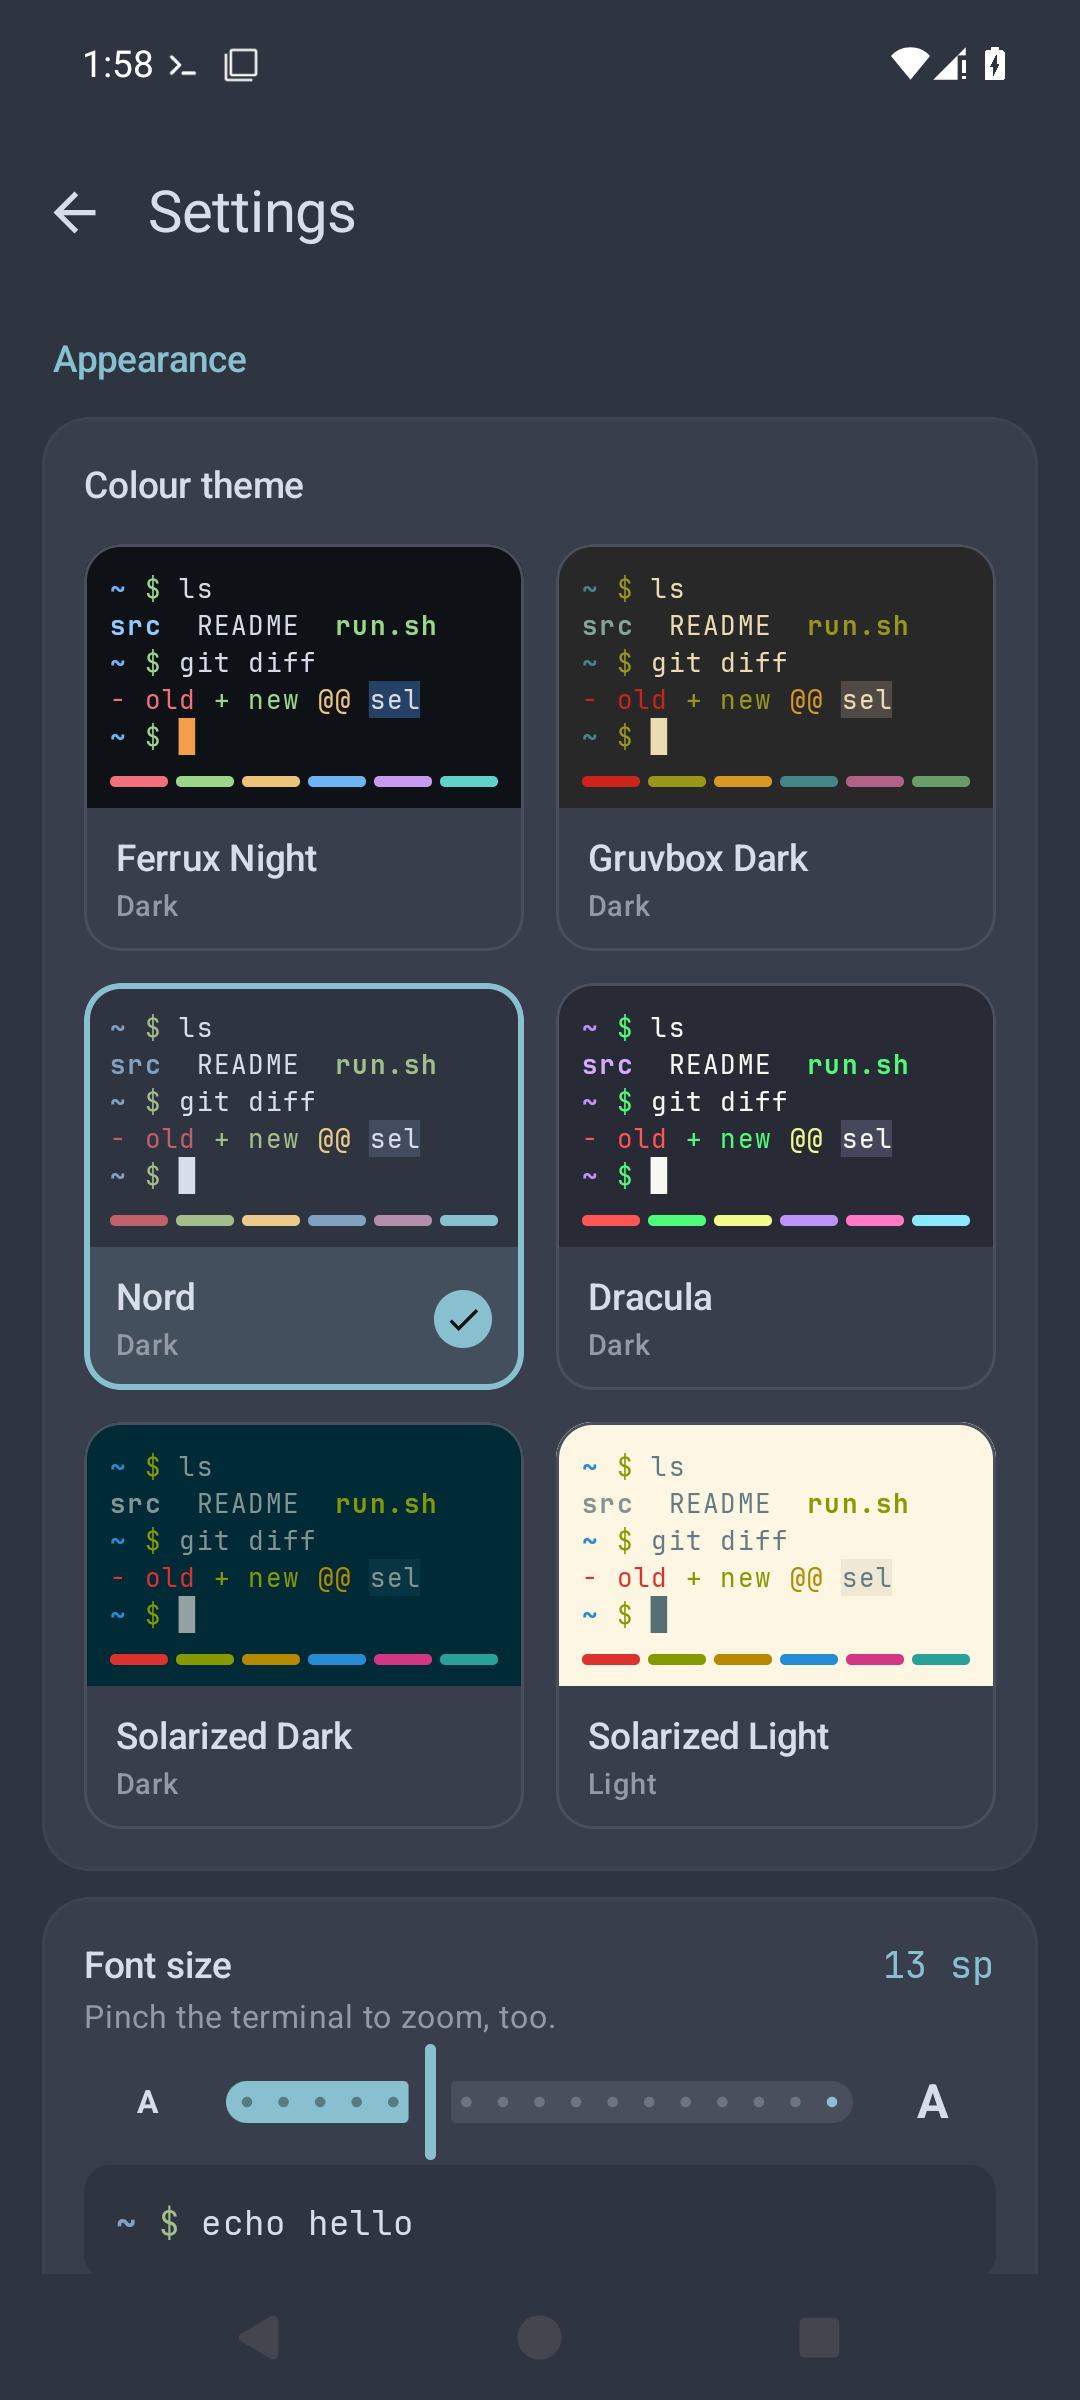 1:58
Settings
Appearance
Colour theme
~ $ ls
src README run.sh
~ $ git diff
- old + new @@ sel
~ $
Ferrux Night
Dark
~ $ ls
src README run.sh
~ $ git diff
- old + new @@ sel
~ $
Gruvbox Dark
Dark
~ $ ls
src README run.sh
~ $ git diff
- old + new @@ sel
~ $
Nord
Dark
~ $ ls
src README run.sh
~ $ git diff
- old + new @@ sel
~ $
Dracula
Dark
~ $ ls
src README run.sh
~ $ git diff
- old + new @@ sel
~ $
Solarized Dark
Dark
~ $ ls
src README run.sh
~ $ git diff
- old + new @@ sel
~ $
Solarized Light
Light
Font size 13 sp
Pinch the terminal to zoom, too.
A A
~ $ echo hello